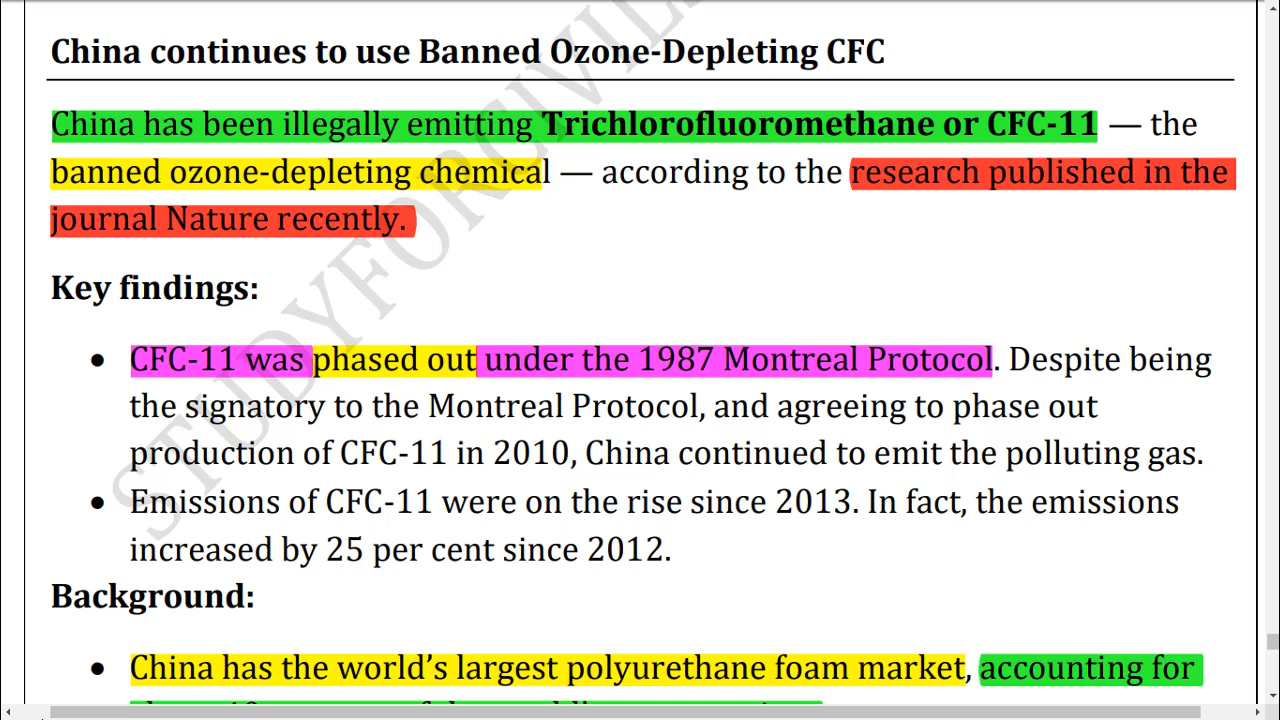 China continues to use Banned Ozone-Depleting CFC
China has been illegally emitting Trichlorofluoromethane or CFC-11 — the
banned ozone-depleting chemical — according to the research published in the
journal Nature recently.
Key findings:
• CFC-11 was phased out under the 1987 Montreal Protocol. Despite being
the signatory to the Montreal Protocol, and agreeing to phase out
production of CFC-11 in 2010, China continued to emit the polluting gas.
• Emissions of CFC-11 were on the rise since 2013. In fact, the emissions
increased by 25 per cent since 2012.
Background:
• China has the world’s largest polyurethane foam market, accounting for
STUDYFORCIVIL